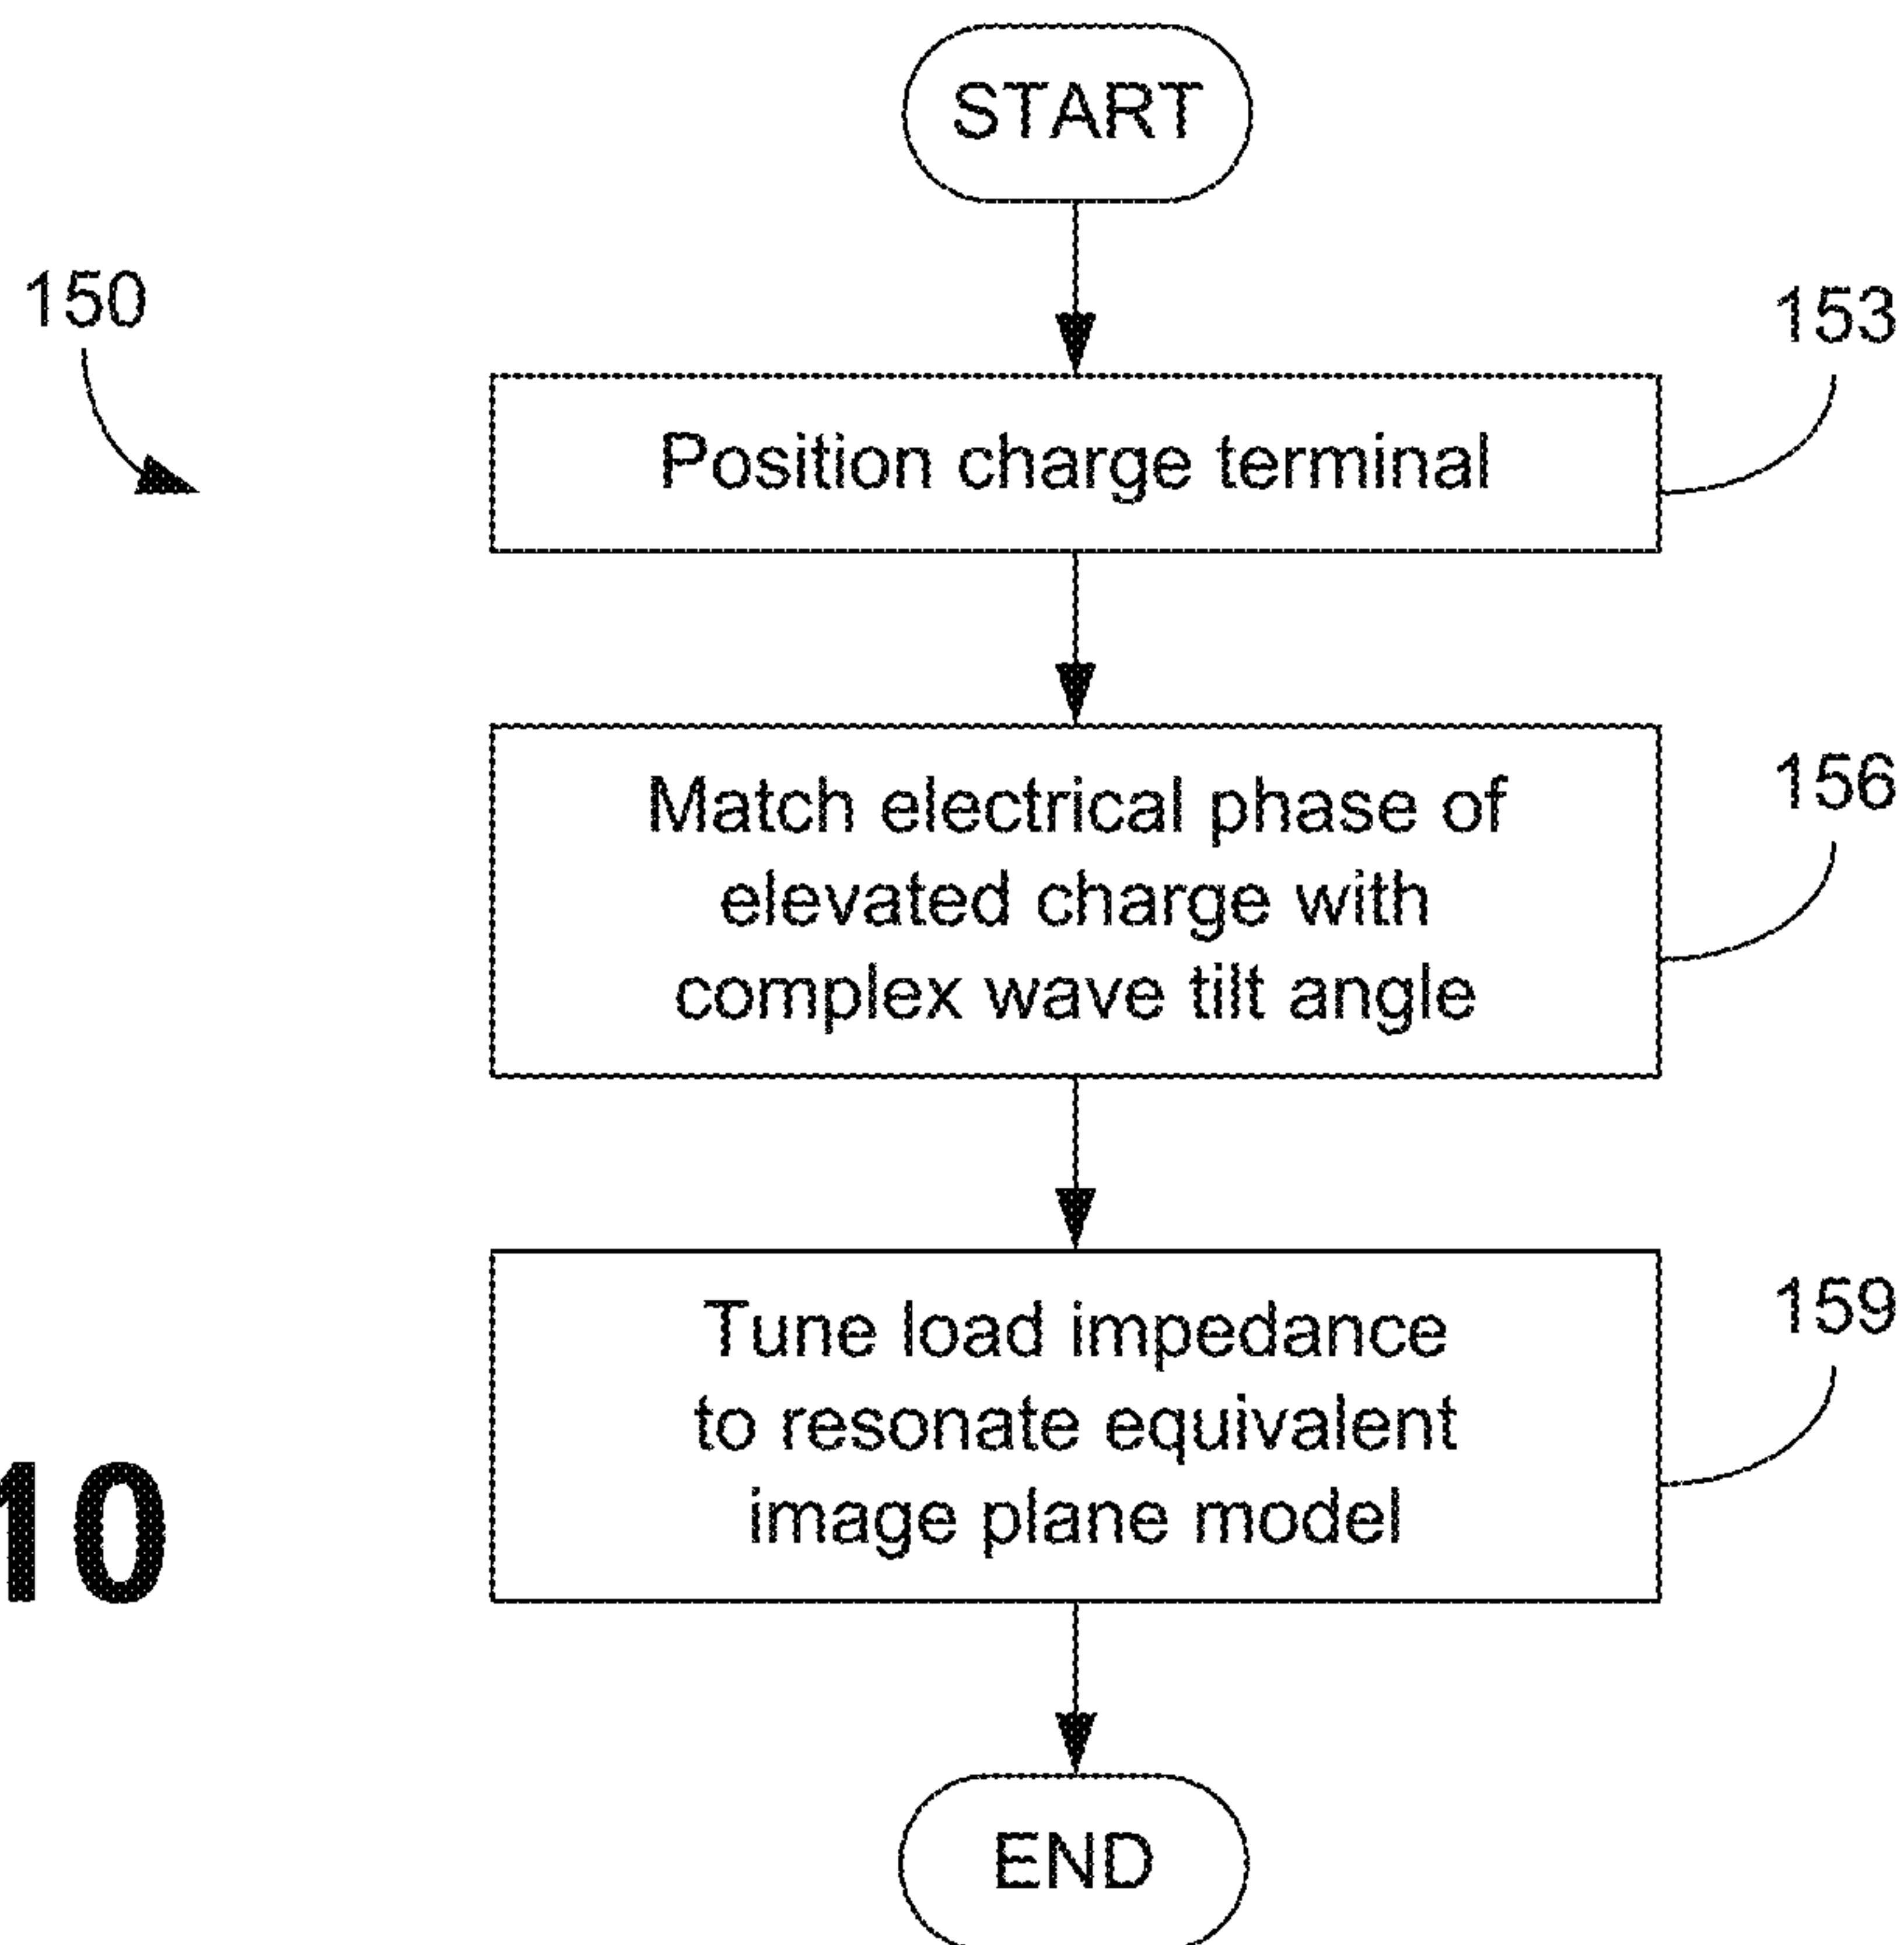 START
150
153
Position charge terminal
156
Match electrical phase of
elevated charge with
complex wave tilt angle
159
Tune load impedance
to resonate equivalent
image plane model
10
END